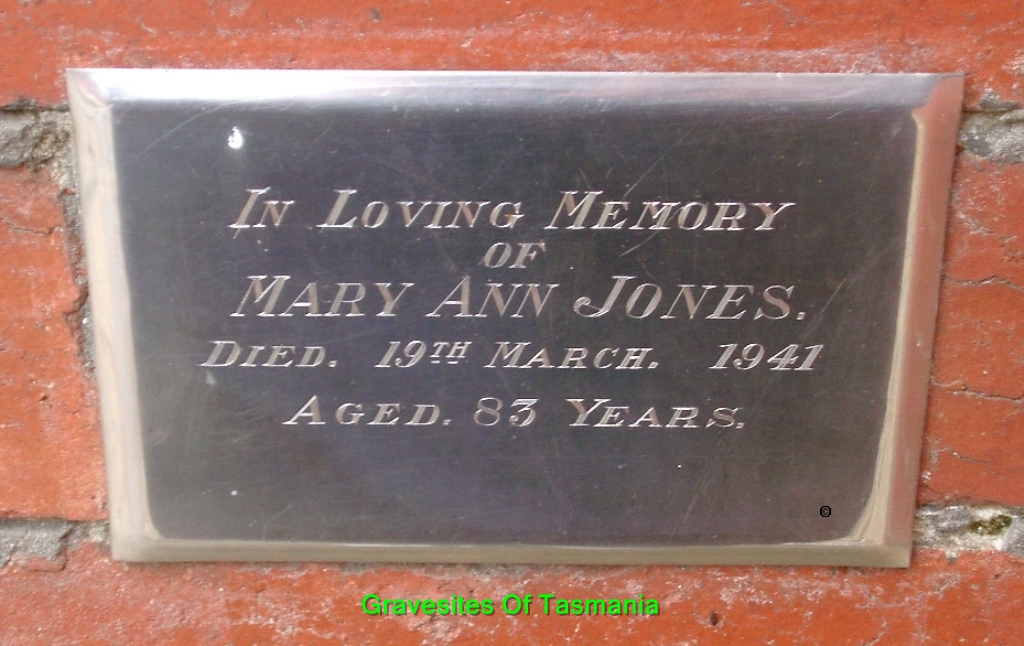 In Loving Memory
of
Mary Ann Jones.
Died. 19TH March. 1941
Aged. 83 Years.
©
Gravesites Of Tasmania